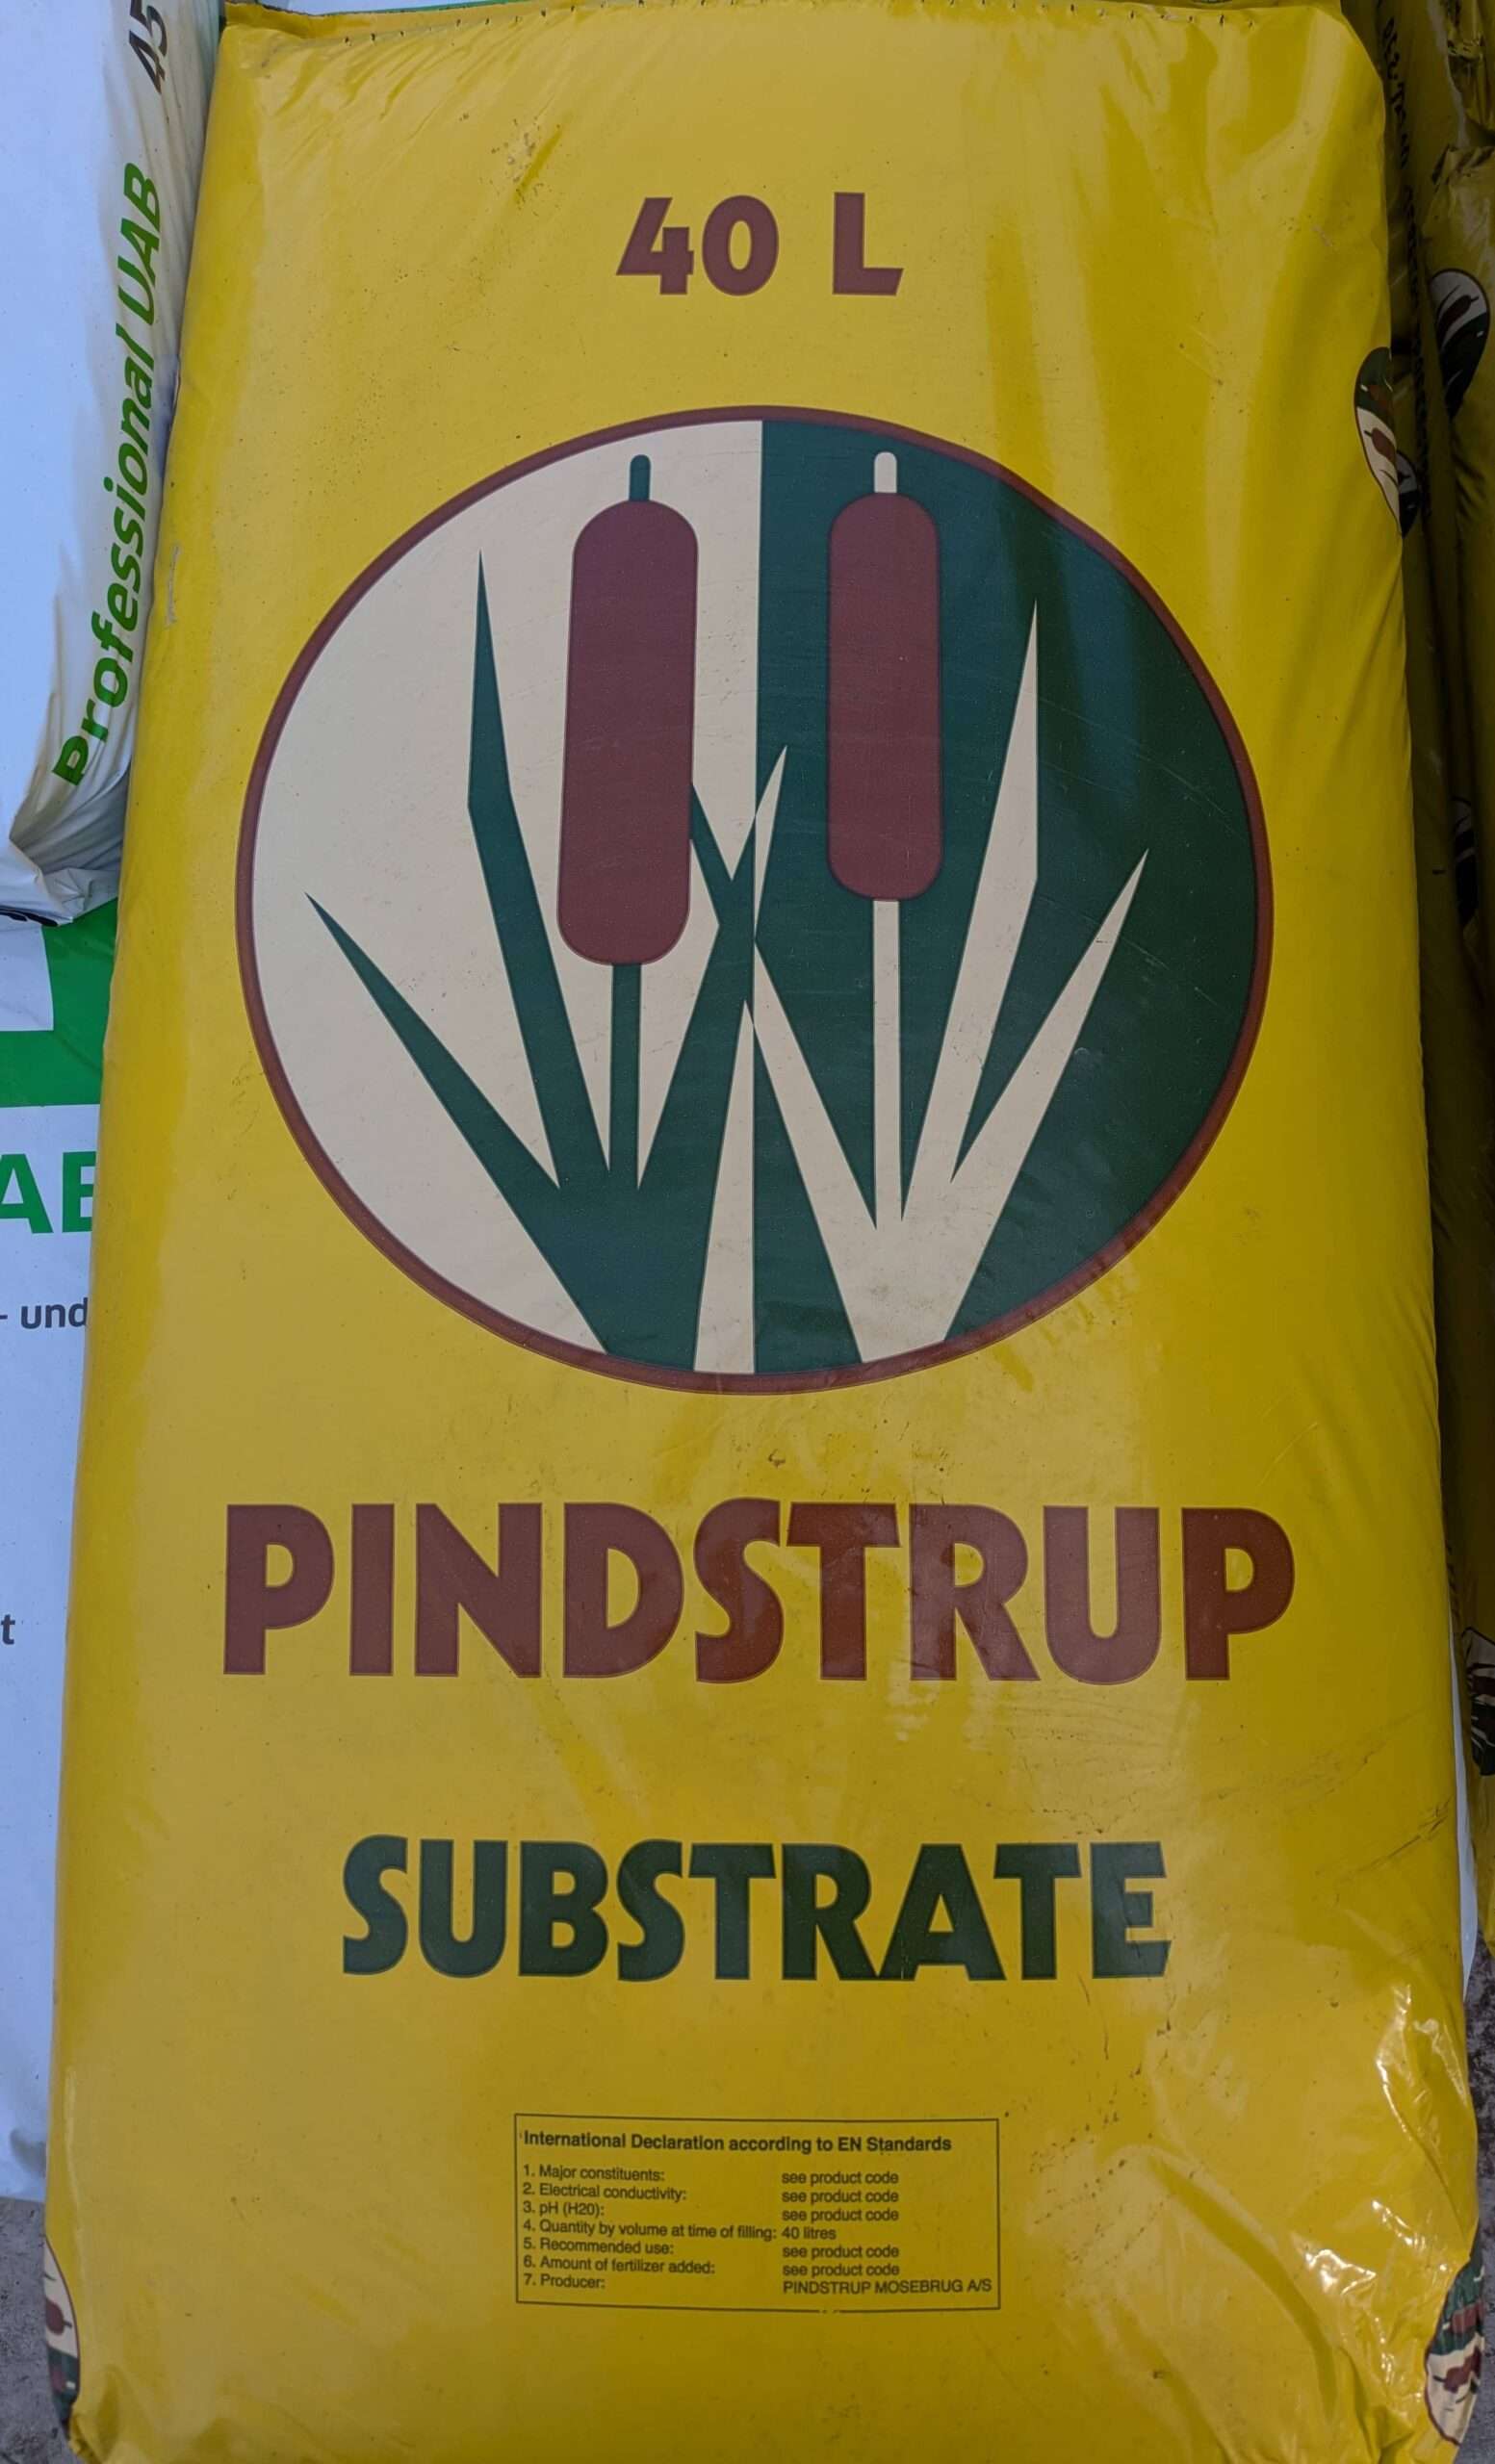 45
Professional UAB
AB
- und
t
40 L
PINDSTRUP
SUBSTRATE
International Declaration according to EN Standards
1. Major constituents: see product code
2. Electrical conductivity: see product code
3. pH (H20): see product code
4. Quantity by volume at time of filling: 40 litres
5. Recommended use: see product code
6. Amount of fertilizer added: see product code
7. Producer: PINDSTRUP MOSEBRUG A/S